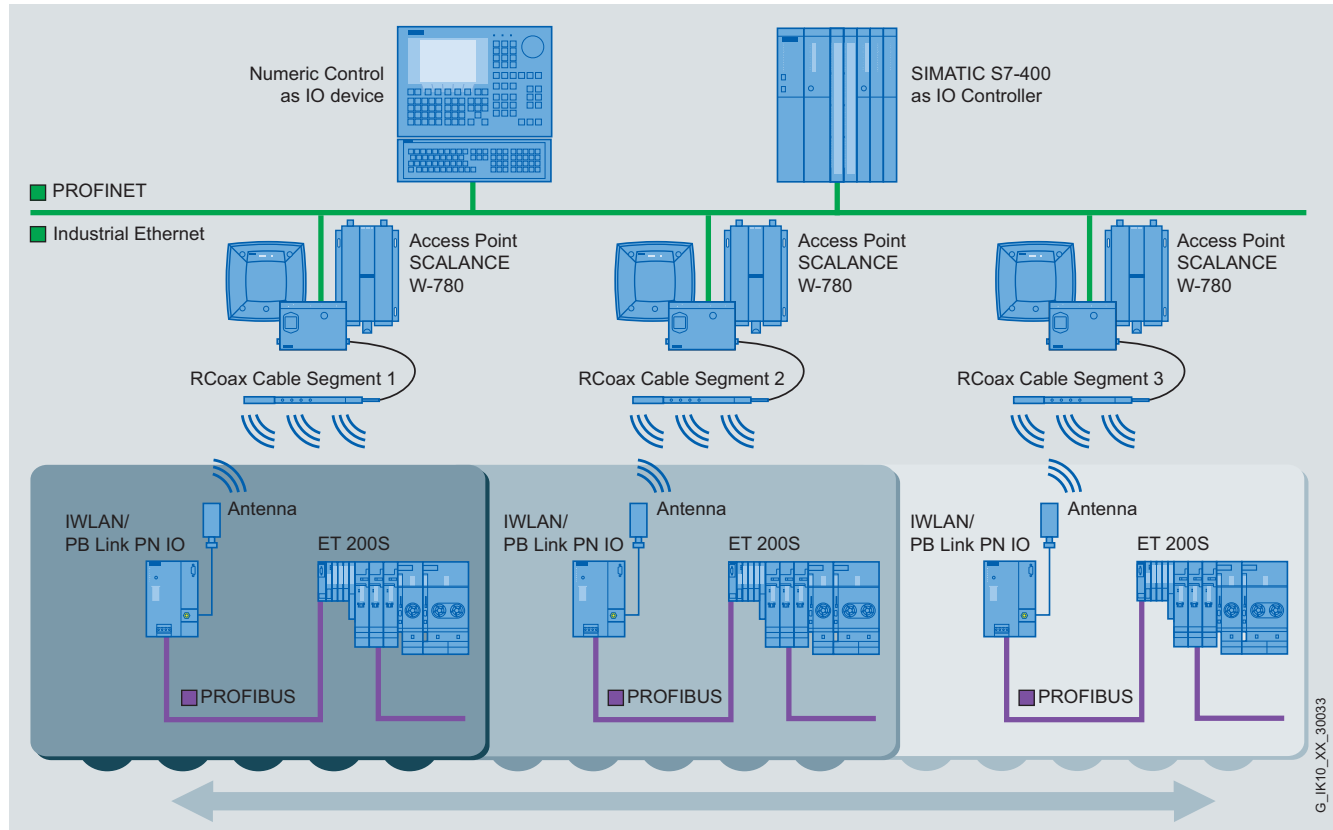 Numeric Control
as IO device
SIMATIC S7-400
as IO Controller
PROFINET
Industrial Ethernet
Access Point
SCALANCE
W-780
Access Point
SCALANCE
W-780
Access Point
SCALANCE
W-780
RCoax Cable Segment 1
RCoax Cable Segment 2
RCoax Cable Segment 3
IWLAN/
PB Link PN IO
Antenna
ET 200S
IWLAN/
PB Link PN IO
Antenna
ET 200S
IWLAN/
PB Link PN IO
Antenna
ET 200S
PROFIBUS
PROFIBUS
PROFIBUS
G_IK10_XX_30033